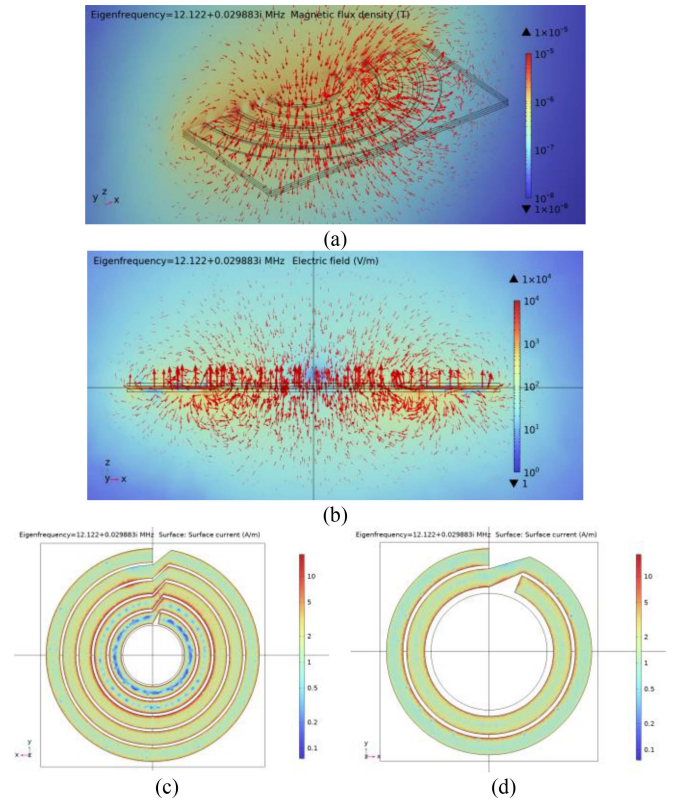 Eigenfrequency=12.122+0.029883i MHz Magnetic flux density (T)
1×10⁻⁵
10⁻⁵
10⁻⁶
10⁻⁷
10⁻⁸
1×10⁻⁸
y z x
(a)
Eigenfrequency=12.122+0.029883i MHz Electric field (V/m)
1×10⁴
10⁴
10³
10²
10¹
10⁰
1
z
y x
(b)
Eigenfrequency=12.122+0.029883i MHz Surface: Surface current (A/m)
10
5
2
1
0.5
0.2
0.1
y
x z
(c)
Eigenfrequency=12.122+0.029883i MHz Surface: Surface current (A/m)
10
5
2
1
0.5
0.2
0.1
y
z x
(d)